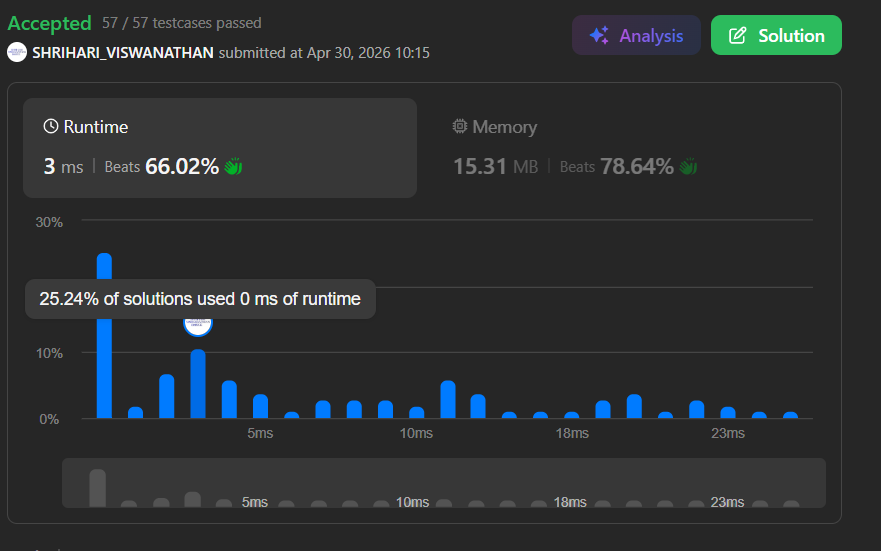 Accepted 57 / 57 testcases passed
SHRIHARI_VISWANATHAN submitted at Apr 30, 2026 10:15
Analysis
Solution
Runtime
3 ms | Beats 66.02%
Memory
15.31 MB | Beats 78.64%
30%
25.24% of solutions used 0 ms of runtime
10%
0%
5ms 10ms 18ms 23ms
5ms 10ms 18ms 23ms